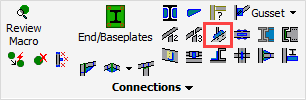 Review
Macro
End/Baseplates
Gusset
Connections